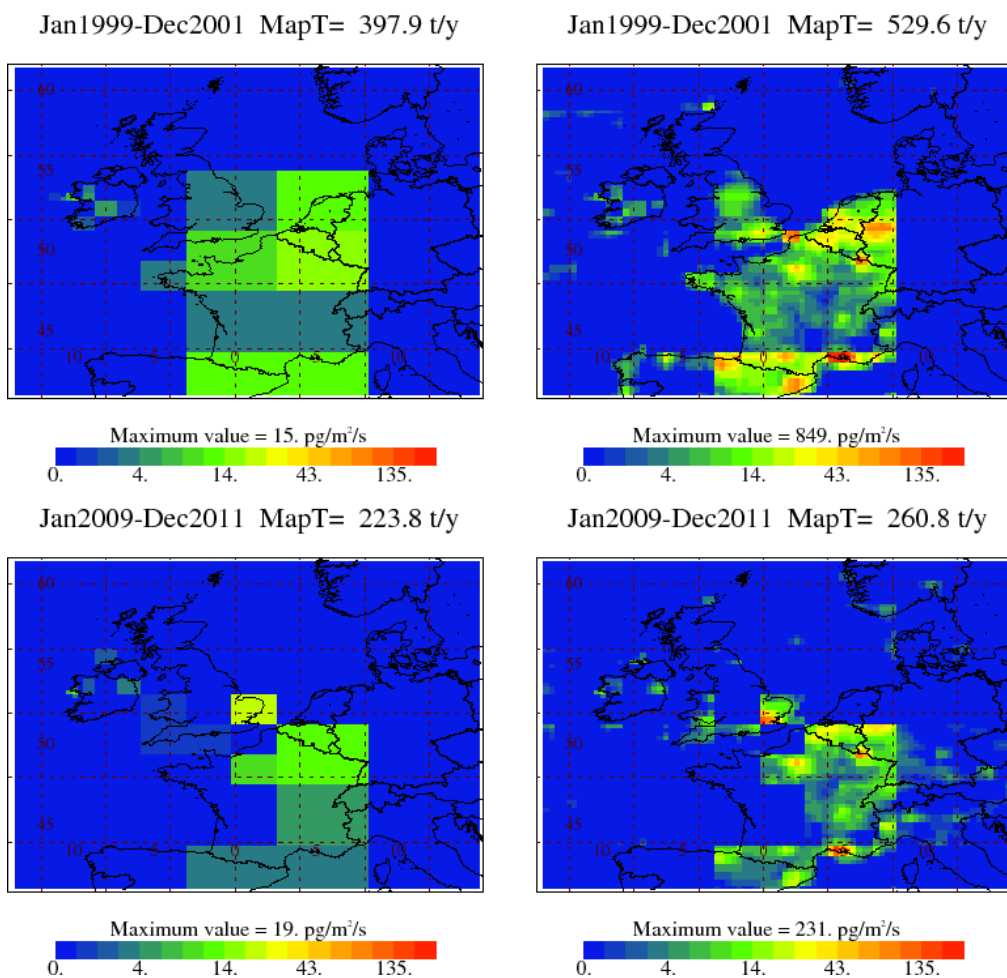 Jan1999-Dec2001 MapT= 397.9 t/y
60
55
50
45
10 0 10
Maximum value = 15. pg/m²/s
0. 4. 14. 43. 135.
Jan1999-Dec2001 MapT= 529.6 t/y
60
55
50
45
10 0 10
Maximum value = 849. pg/m²/s
0. 4. 14. 43. 135.
Jan2009-Dec2011 MapT= 223.8 t/y
60
55
50
45
10 0 10
Maximum value = 19. pg/m²/s
0. 4. 14. 43. 135.
Jan2009-Dec2011 MapT= 260.8 t/y
60
55
50
45
10 0 10
Maximum value = 231. pg/m²/s
0. 4. 14. 43. 135.